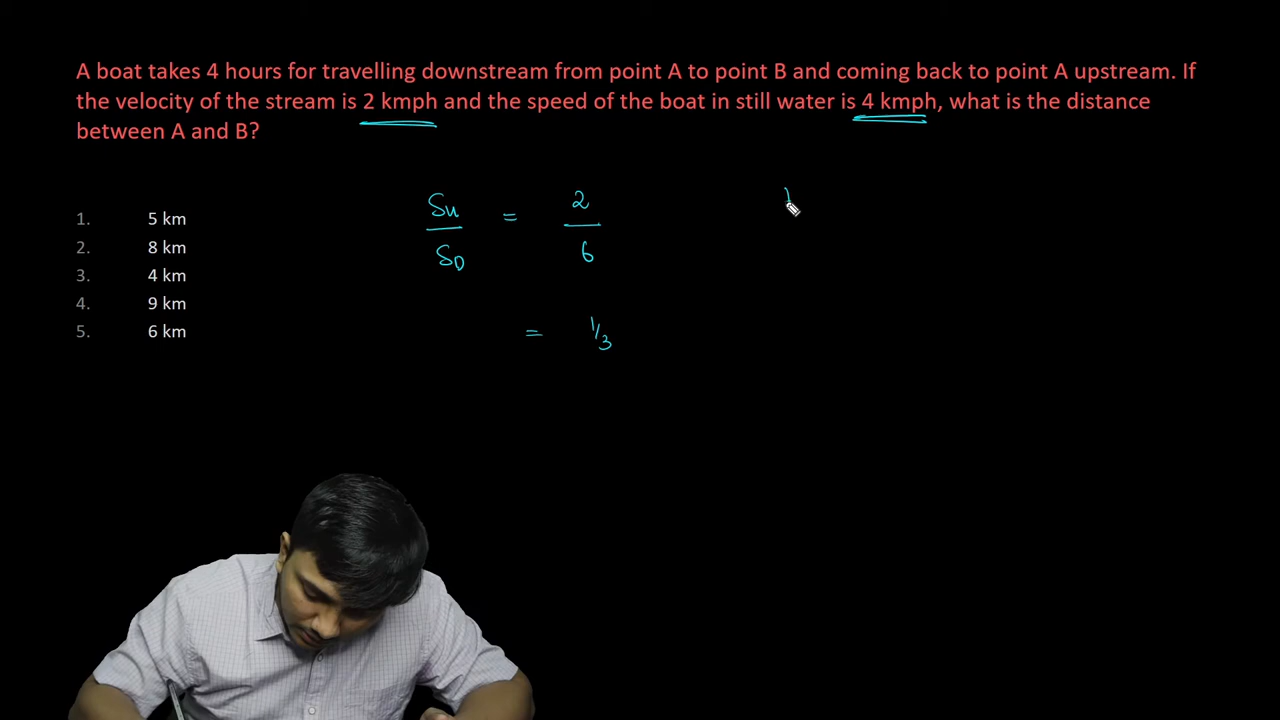 A boat takes 4 hours for travelling downstream from point A to point B and coming back to point A upstream. If
the velocity of the stream is 2 kmph and the speed of the boat in still water is 4 kmph, what is the distance
between A and B?
1. 5 km
2. 8 km
3. 4 km
4. 9 km
5. 6 km
Su/SD = 2/6
= 1/3